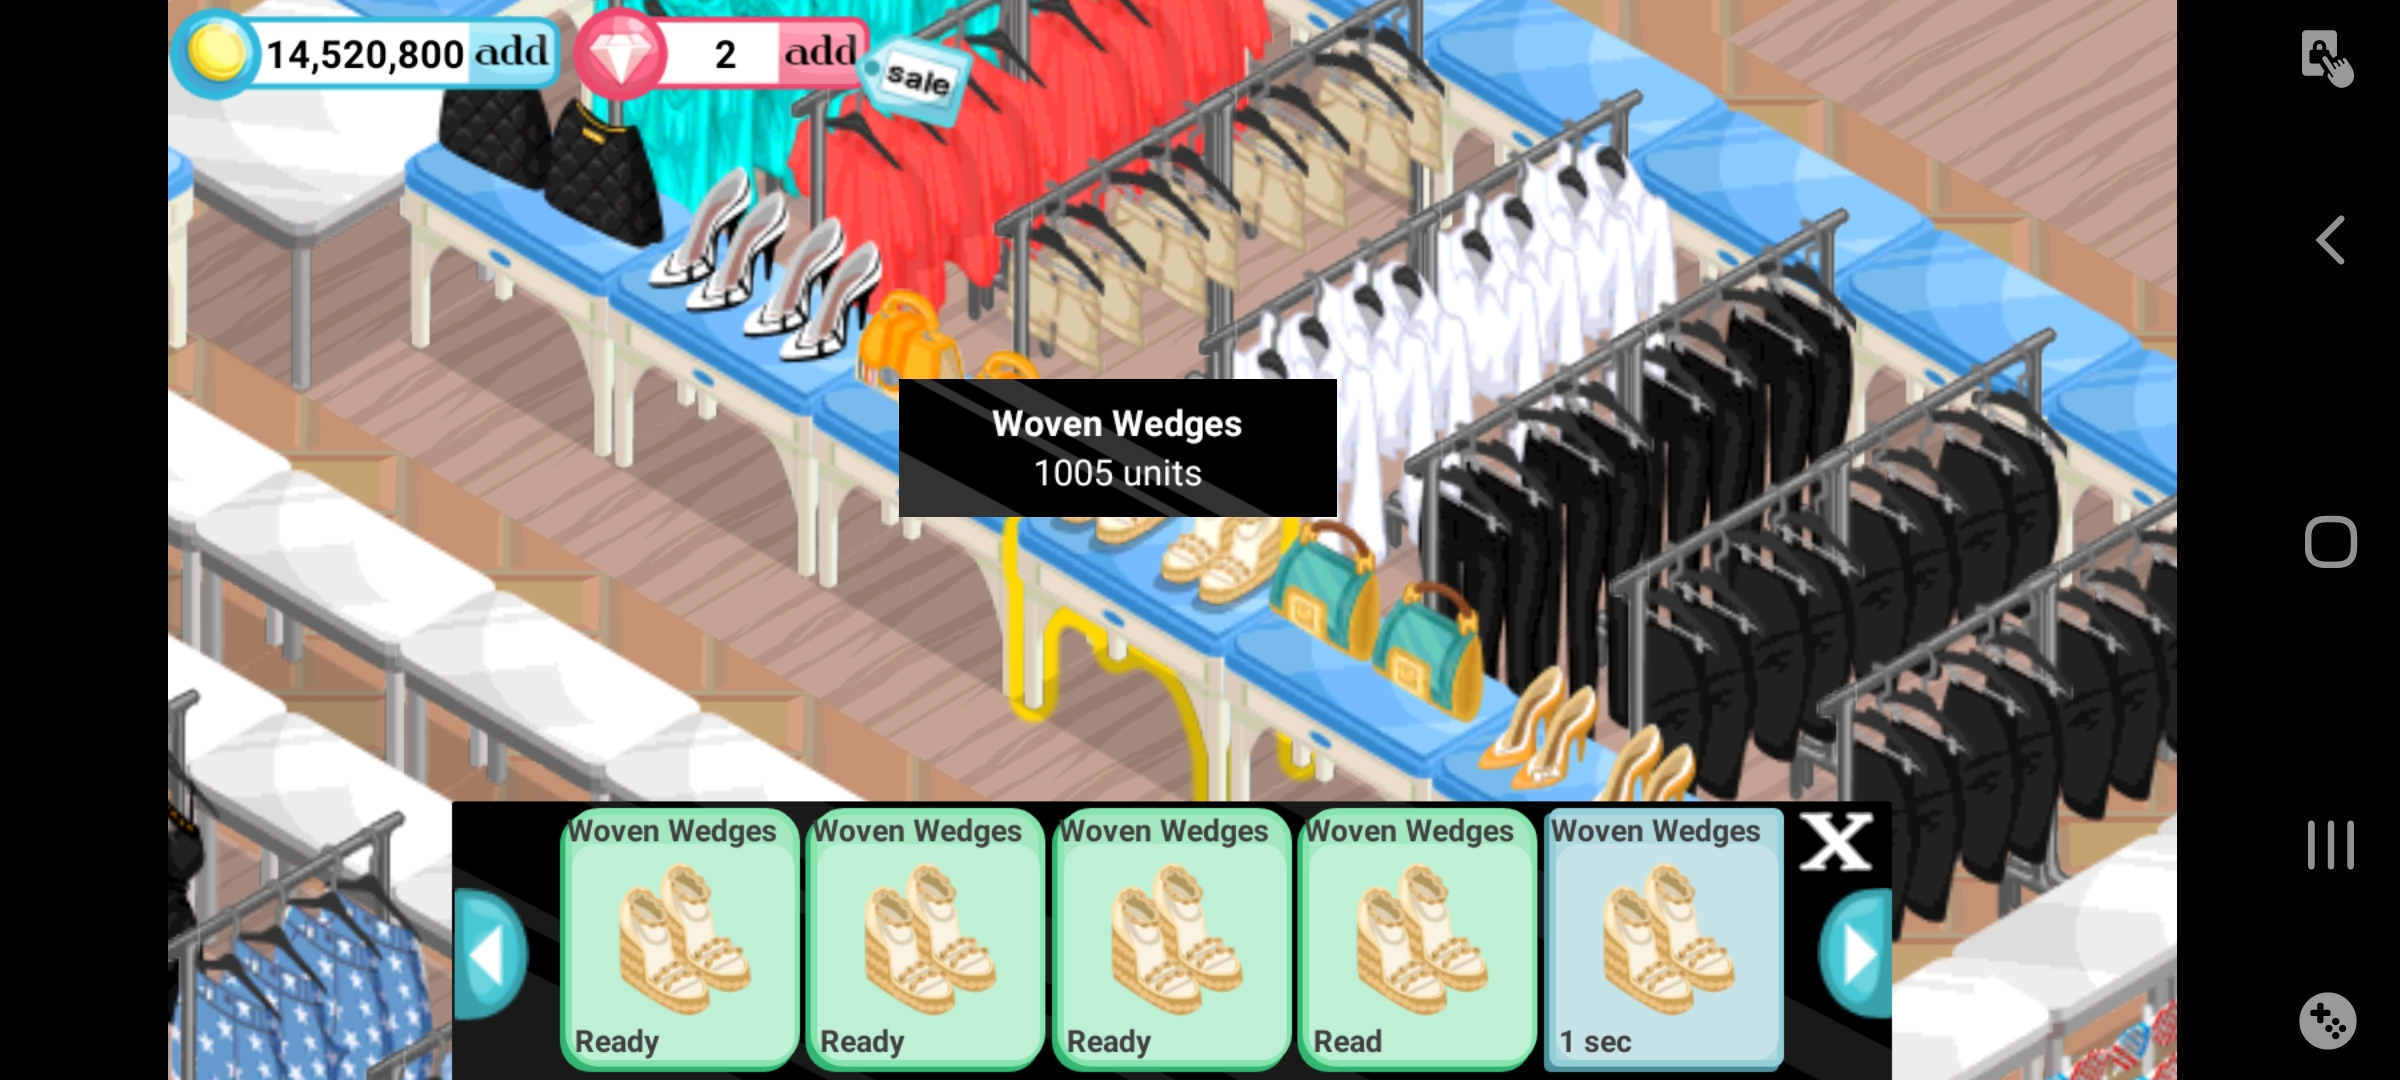 14,520,800 add
2 add
sale
Woven Wedges
1005 units
Woven Wedges
Ready
Woven Wedges
Ready
Woven Wedges
Ready
Woven Wedges
Read
Woven Wedges
1 sec
X